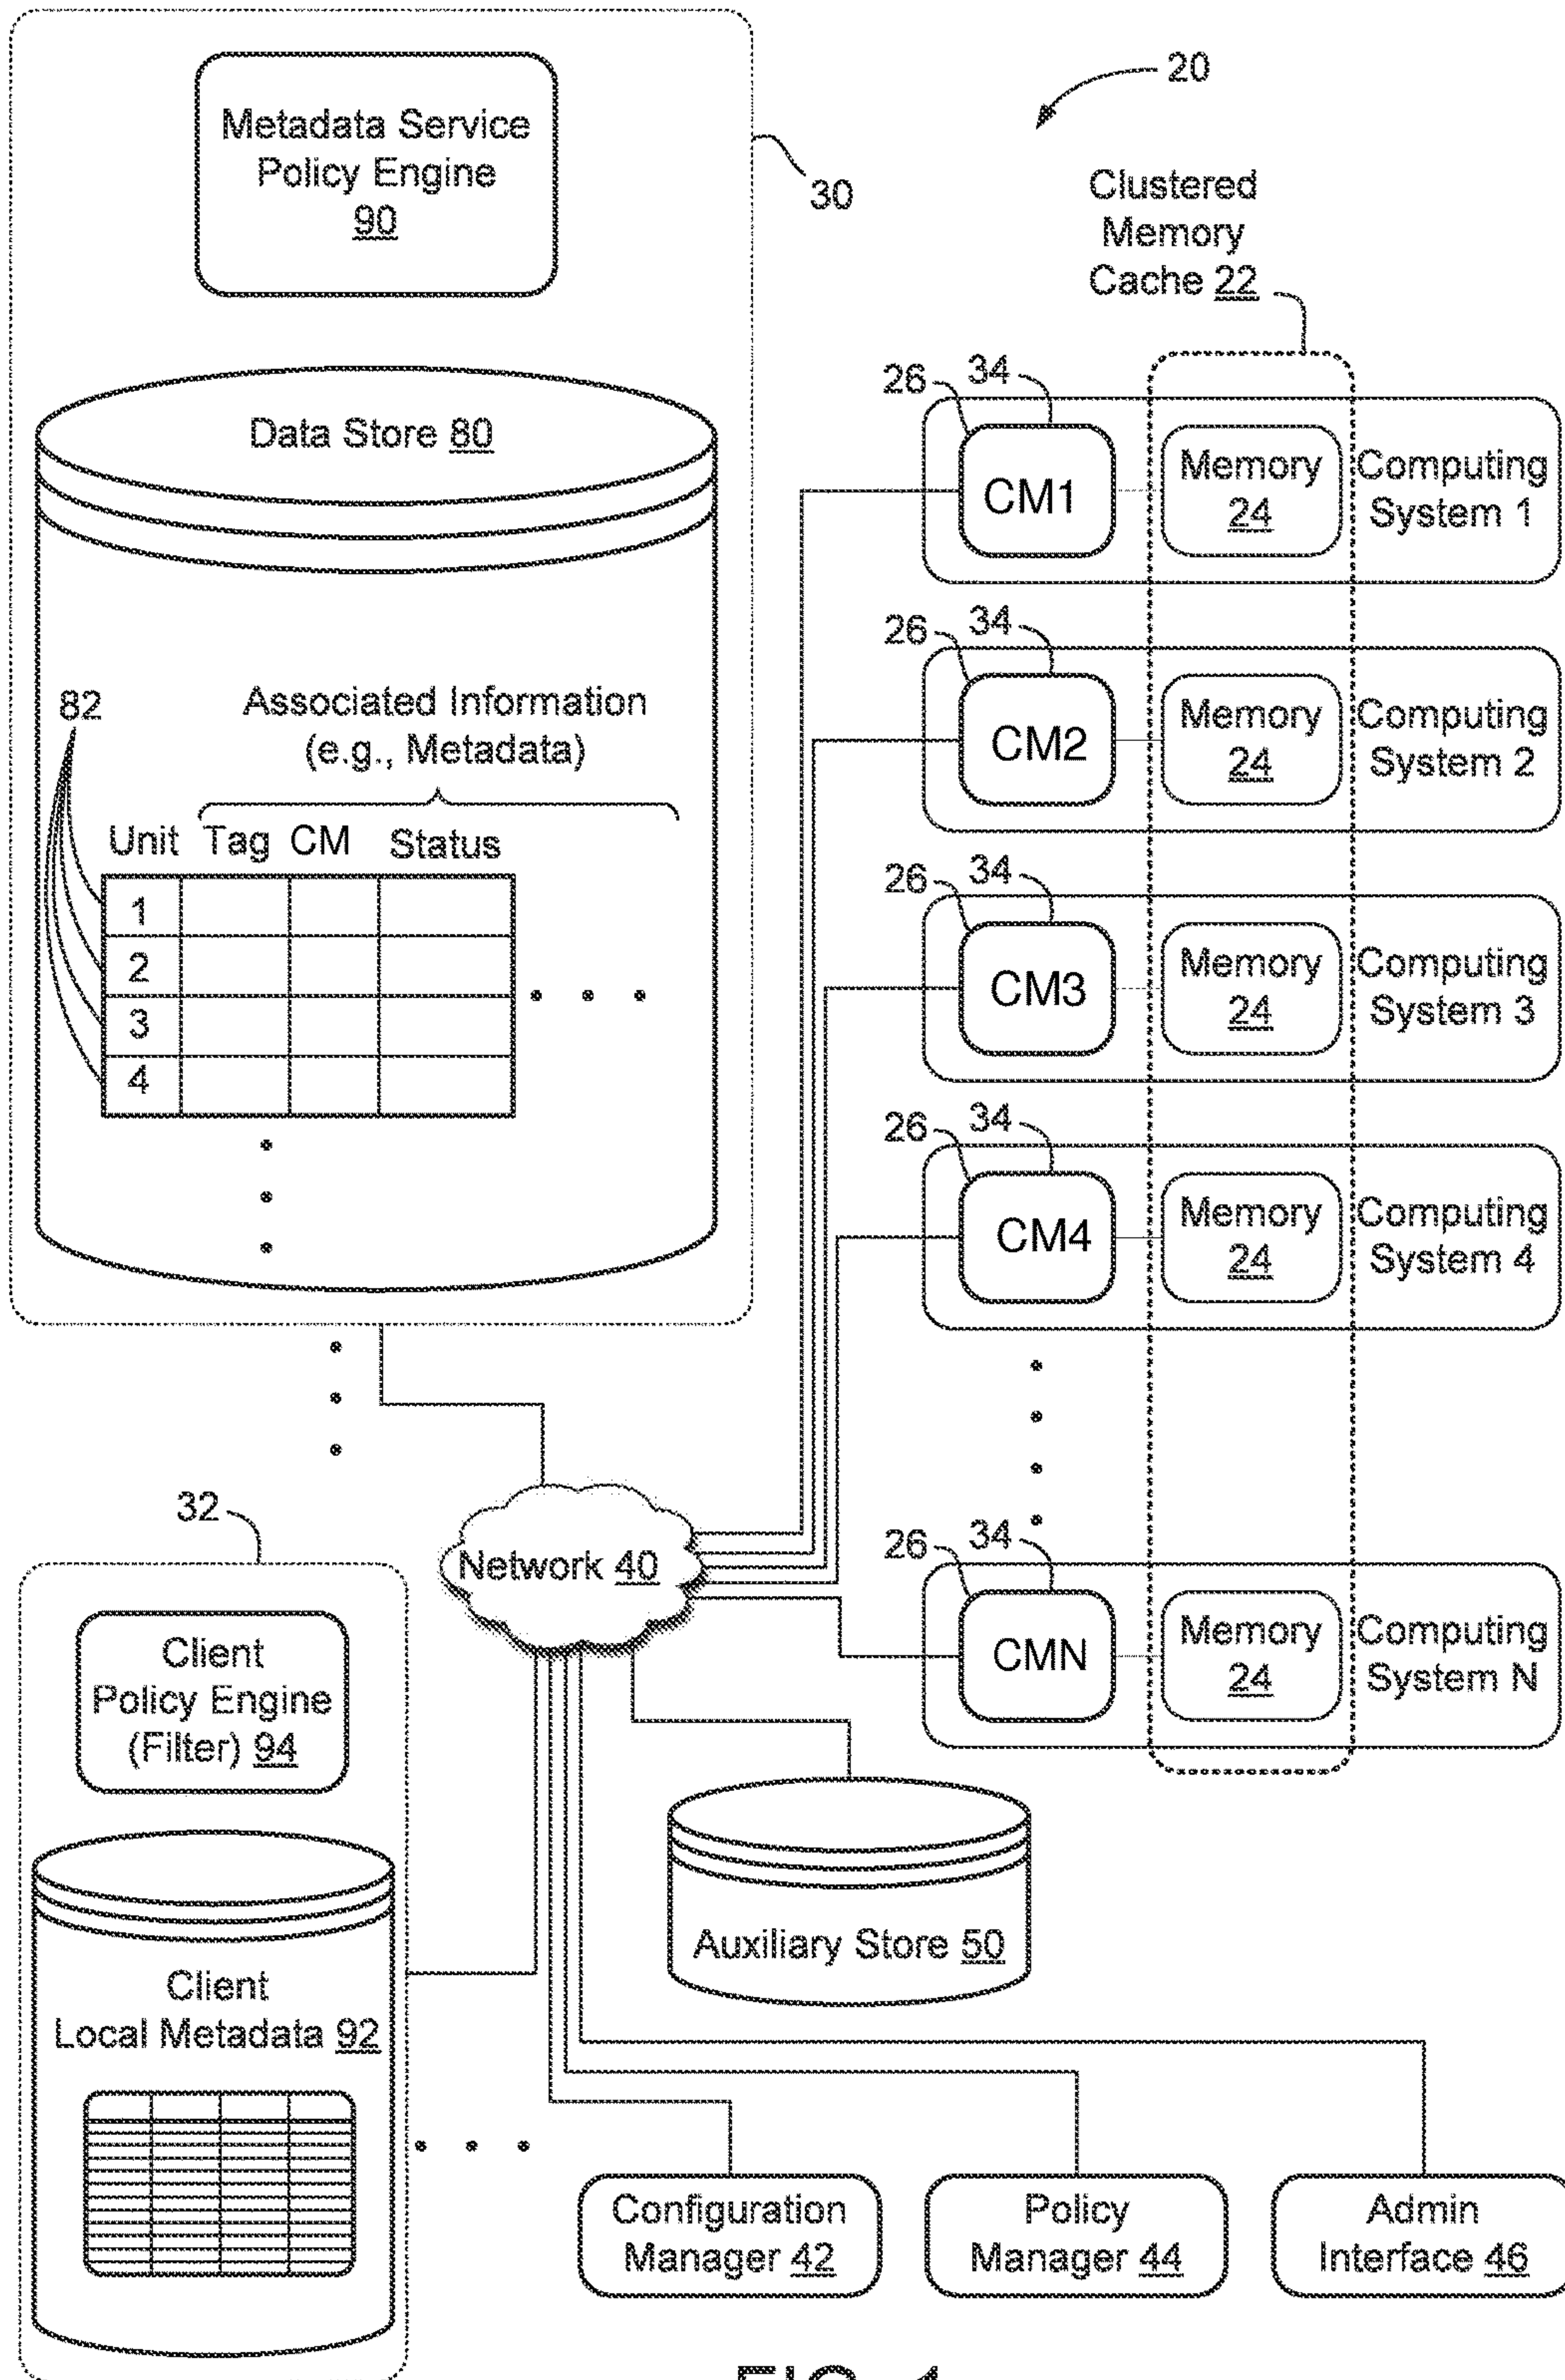 20
Metadata Service
Policy Engine
90
30
Clustered
Memory
Cache 22
Data Store 80
82
Associated Information
(e.g., Metadata)
Unit Tag CM Status
1
2
3
4
26 34
CM1
Memory
24
Computing
System 1
26 34
CM2
Memory
24
Computing
System 2
26 34
CM3
Memory
24
Computing
System 3
26 34
CM4
Memory
24
Computing
System 4
26 34
CMN
Memory
24
Computing
System N
Network 40
32
Client
Policy Engine
(Filter) 94
Client
Local Metadata 92
Auxiliary Store 50
Configuration
Manager 42
Policy
Manager 44
Admin
Interface 46
FIG. 1